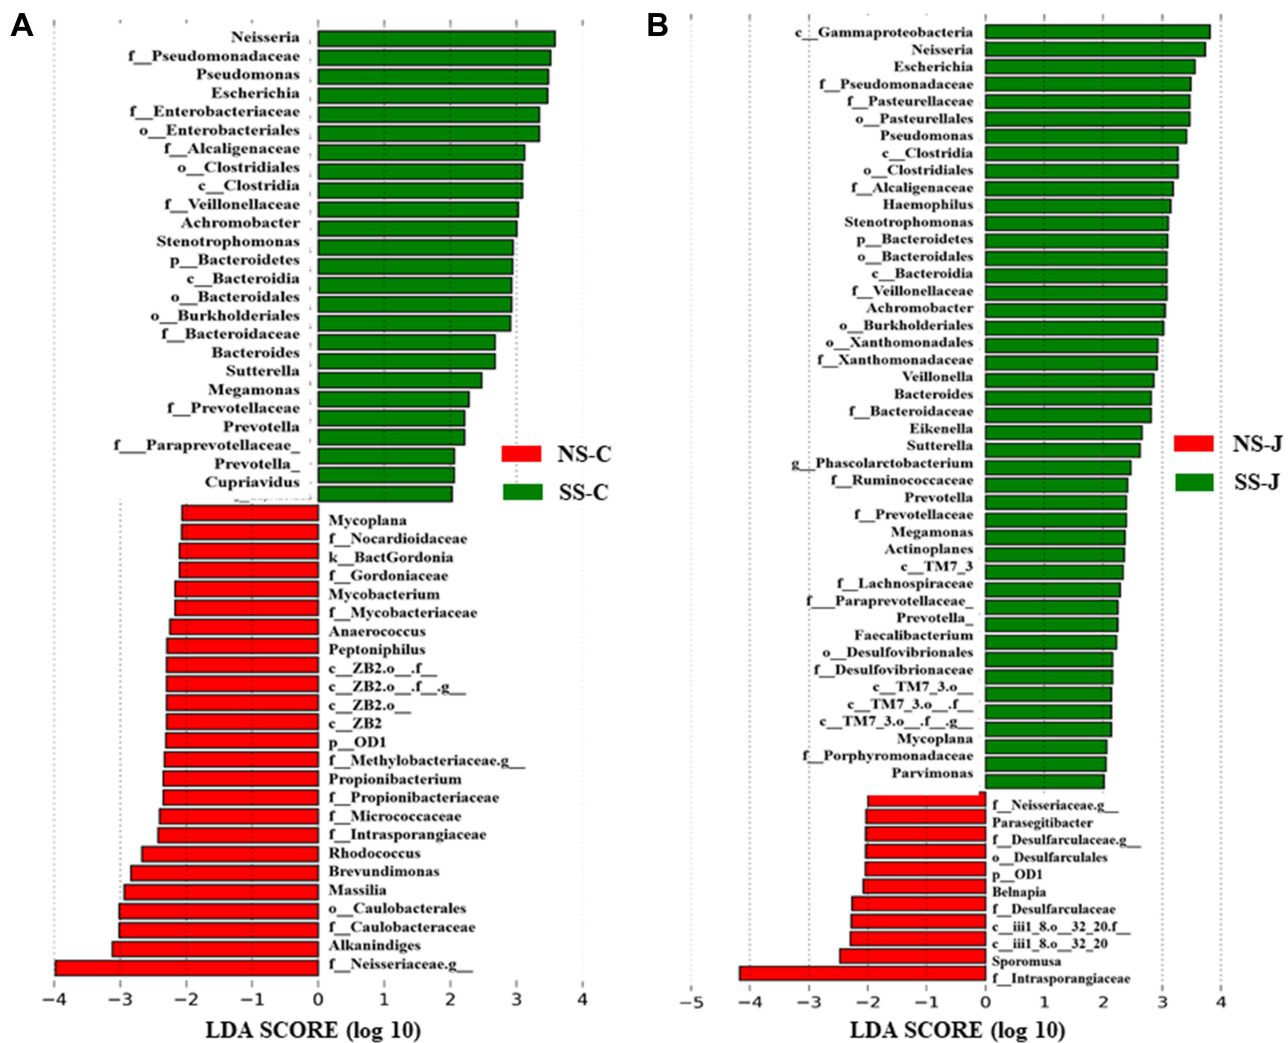 A
Neisseria
f__Pseudomonadaceae
Pseudomonas
Escherichia
f__Enterobacteriaceae
o__Enterobacteriales
f__Alcaligenaceae
o__Clostridiales
c__Clostridia
f__Veillonellaceae
Achromobacter
Stenotrophomonas
p__Bacteroidetes
c__Bacteroidia
o__Bacteroidales
o__Burkholderiales
f__Bacteroidaceae
Bacteroides
Sutterella
Megamonas
f__Prevotellaceae
Prevotella
f___Paraprevotellaceae_
Prevotella_
Cupriavidus
NS-C
SS-C
Mycoplana
f__Nocardioidaceae
k__BactGordonia
f__Gordoniaceae
Mycobacterium
f__Mycobacteriaceae
Anaerococcus
Peptoniphilus
c__ZB2.o__.f__
c__ZB2.o__.f__.g__
c__ZB2.o__
c__ZB2
p__OD1
f__Methylobacteriaceae.g__
Propionibacterium
f__Propionibacteriaceae
f__Micrococcaceae
f__Intrasporangiaceae
Rhodococcus
Brevundimonas
Massilia
o__Caulobacterales
f__Caulobacteraceae
Alkanindiges
f__Neisseriaceae.g__
−4 −3 −2 −1 0 1 2 3 4
LDA SCORE (log 10)
B
c__Gammaproteobacteria
Neisseria
Escherichia
f__Pseudomonadaceae
f__Pasteurellaceae
o__Pasteurellales
Pseudomonas
c__Clostridia
o__Clostridiales
f__Alcaligenaceae
Haemophilus
Stenotrophomonas
p__Bacteroidetes
o__Bacteroidales
c__Bacteroidia
f__Veillonellaceae
Achromobacter
o__Burkholderiales
o__Xanthomonadales
f__Xanthomonadaceae
Veillonella
Bacteroides
f__Bacteroidaceae
Eikenella
Sutterella
g__Phascolarctobacterium
f__Ruminococcaceae
Prevotella
f__Prevotellaceae
Megamonas
Actinoplanes
c__TM7_3
f__Lachnospiraceae
f___Paraprevotellaceae_
Prevotella_
Faecalibacterium
o__Desulfovibrionales
f__Desulfovibrionaceae
c__TM7_3.o__
c__TM7_3.o__.f__
c__TM7_3.o__.f__.g__
Mycoplana
f__Porphyromonadaceae
Parvimonas
NS-J
SS-J
f__Neisseriaceae.g__
Parasegitibacter
f__Desulfarculaceae.g__
o__Desulfarculales
p__OD1
Belnapia
f__Desulfarculaceae
c__iii1_8.o__32_20.f__
c__iii1_8.o__32_20
Sporomusa
f__Intrasporangiaceae
−5 −4 −3 −2 −1 0 1 2 3 4
LDA SCORE (log 10)